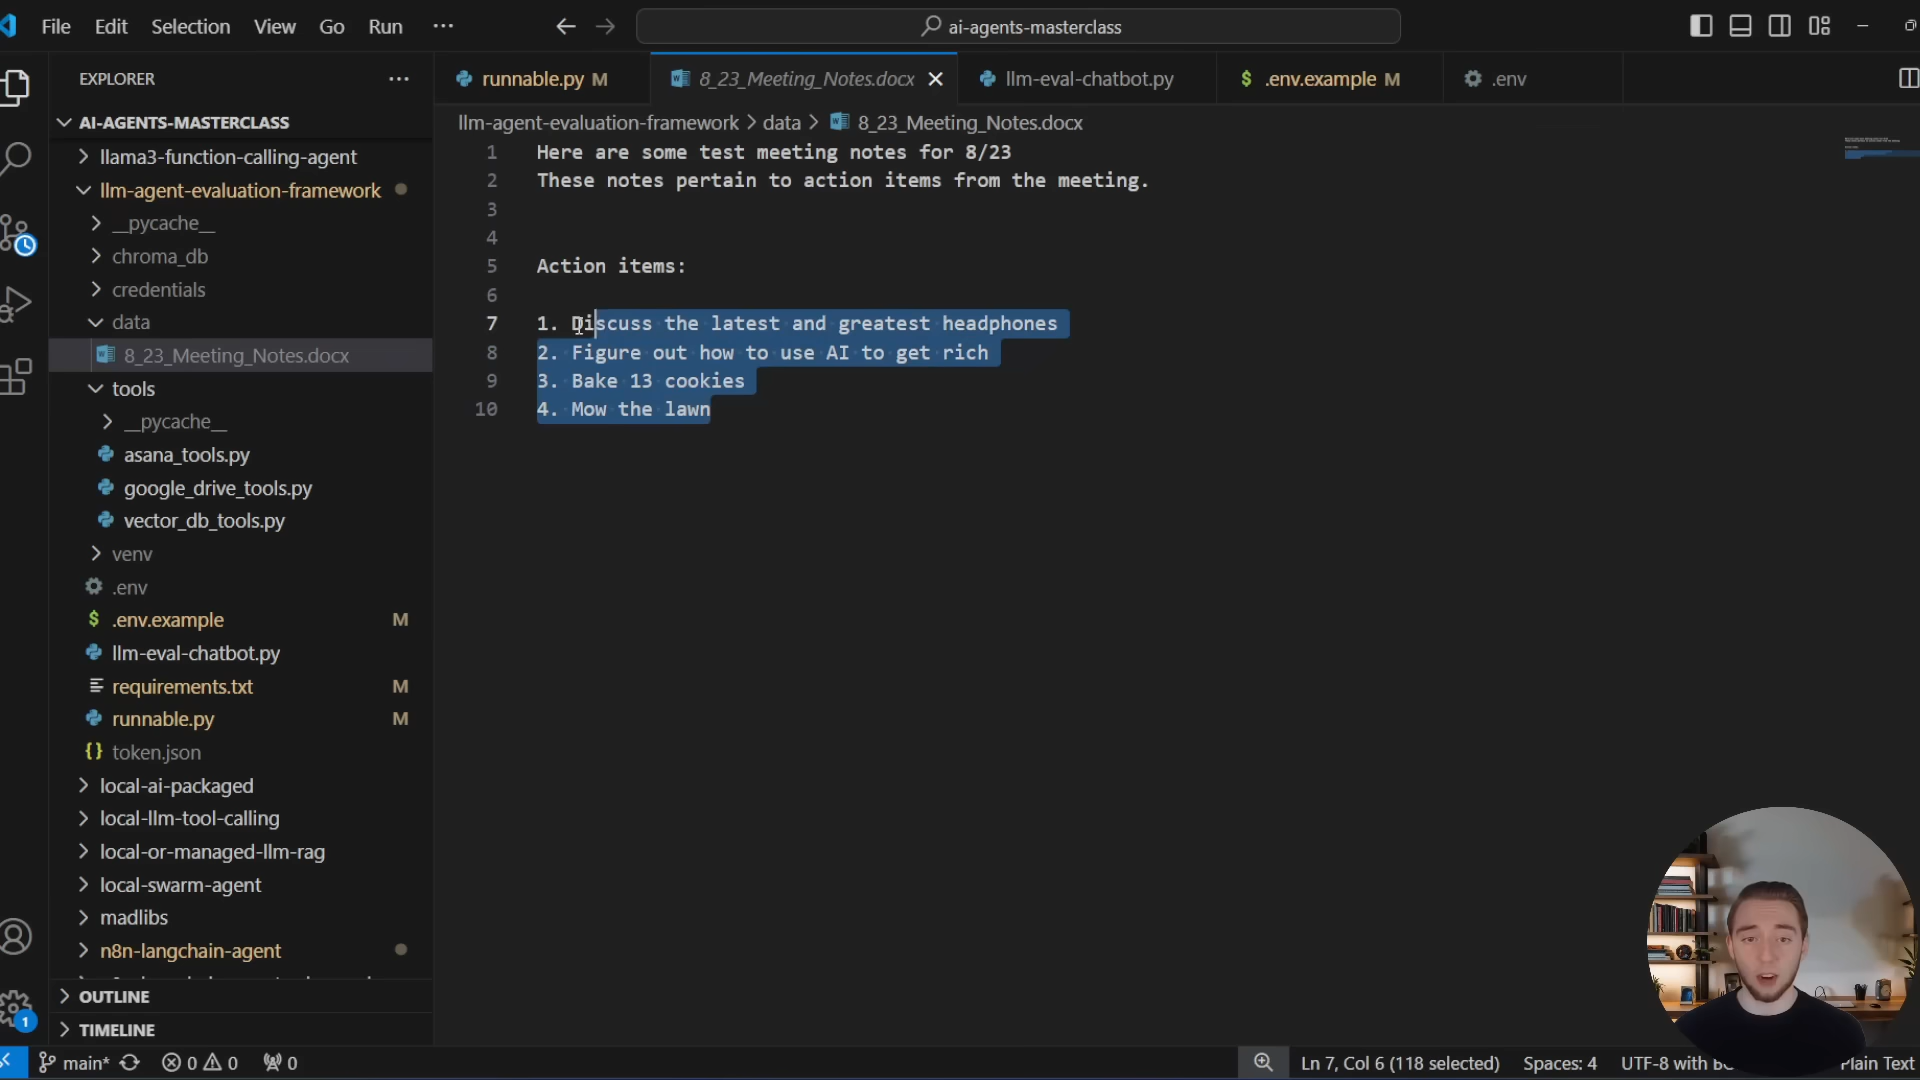 File Edit Selection View Go Run ···
ai-agents-masterclass
EXPLORER ···
AI-AGENTS-MASTERCLASS
llama3-function-calling-agent
llm-agent-evaluation-framework
__pycache__
chroma_db
credentials
data
8_23_Meeting_Notes.docx
tools
__pycache__
asana_tools.py
google_drive_tools.py
vector_db_tools.py
venv
.env
.env.example M
llm-eval-chatbot.py
requirements.txt M
runnable.py M
token.json
local-ai-packaged
local-llm-tool-calling
local-or-managed-llm-rag
local-swarm-agent
madlibs
n8n-langchain-agent
OUTLINE
TIMELINE
1
runnable.py M 8_23_Meeting_Notes.docx llm-eval-chatbot.py .env.example M .env
llm-agent-evaluation-framework > data > 8_23_Meeting_Notes.docx
1 Here are some test meeting notes for 8/23
2 These notes pertain to action items from the meeting.
3
4
5 Action items:
6
7 1. Discuss the latest and greatest headphones
8 2. Figure out how to use AI to get rich
9 3. Bake 13 cookies
10 4. Mow the lawn
main* 0 0 0 Ln 7, Col 6 (118 selected) Spaces: 4 UTF-8 with Plain Text